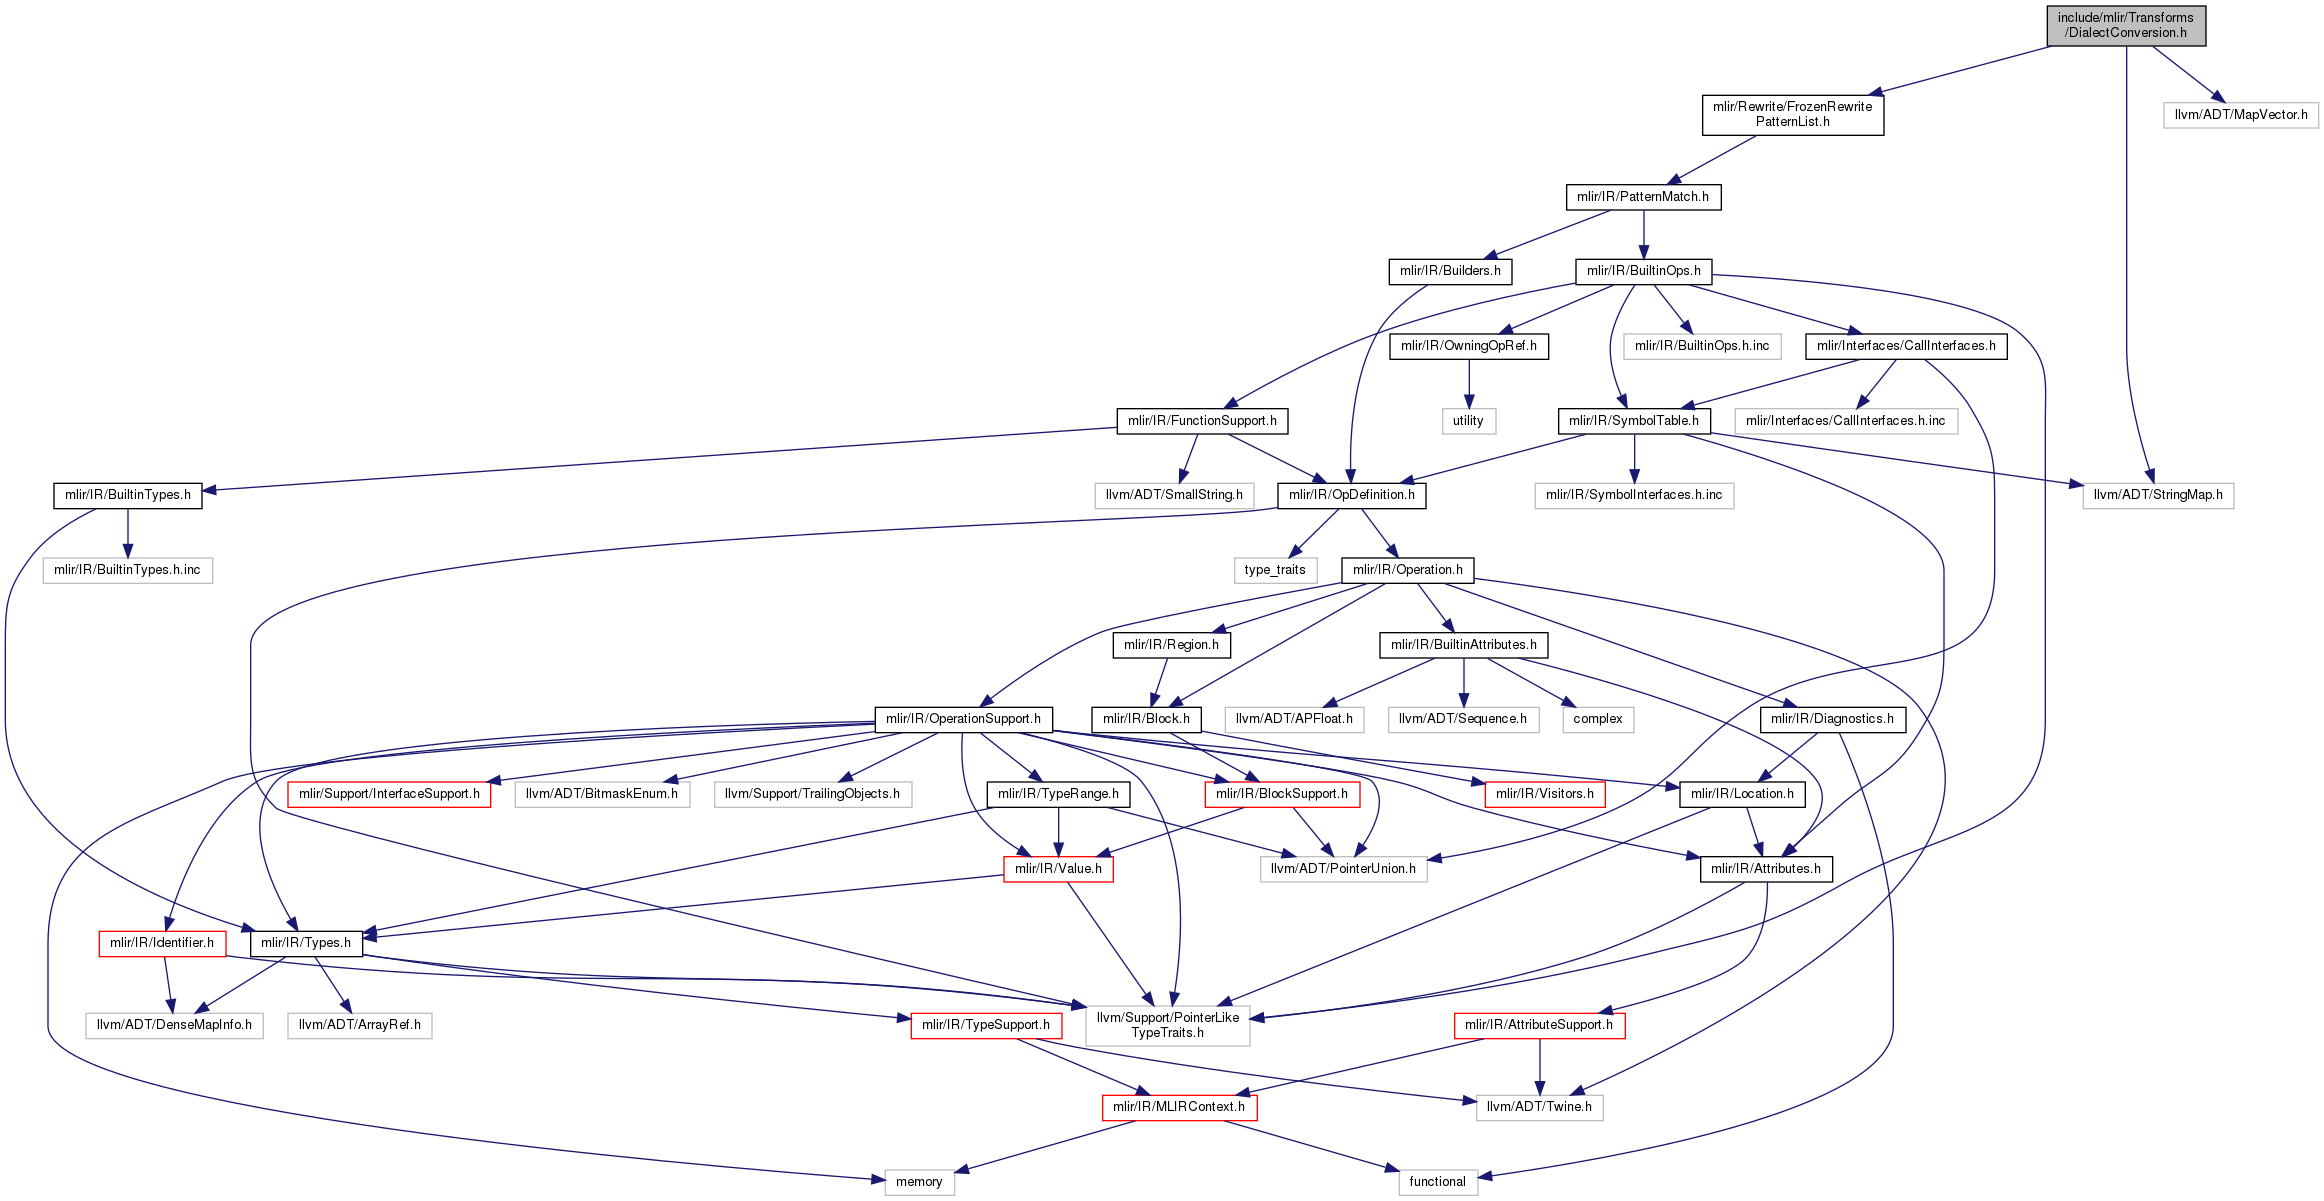 include/mlir/Transforms
/DialectConversion.h
mlir/Rewrite/FrozenRewrite
PatternList.h
llvm/ADT/MapVector.h
mlir/IR/PatternMatch.h
mlir/IR/Builders.h
mlir/IR/BuiltinOps.h
mlir/IR/OwningOpRef.h
mlir/IR/BuiltinOps.h.inc
mlir/Interfaces/CallInterfaces.h
mlir/IR/FunctionSupport.h
utility
mlir/IR/SymbolTable.h
mlir/Interfaces/CallInterfaces.h.inc
mlir/IR/BuiltinTypes.h
llvm/ADT/SmallString.h
mlir/IR/OpDefinition.h
mlir/IR/SymbolInterfaces.h.inc
llvm/ADT/StringMap.h
mlir/IR/BuiltinTypes.h.inc
type_traits
mlir/IR/Operation.h
mlir/IR/Region.h
mlir/IR/BuiltinAttributes.h
mlir/IR/OperationSupport.h
mlir/IR/Block.h
llvm/ADT/APFloat.h
llvm/ADT/Sequence.h
complex
mlir/IR/Diagnostics.h
mlir/Support/InterfaceSupport.h
llvm/ADT/BitmaskEnum.h
llvm/Support/TrailingObjects.h
mlir/IR/TypeRange.h
mlir/IR/BlockSupport.h
mlir/IR/Visitors.h
mlir/IR/Location.h
mlir/IR/Value.h
llvm/ADT/PointerUnion.h
mlir/IR/Attributes.h
mlir/IR/Identifier.h
mlir/IR/Types.h
llvm/ADT/DenseMapInfo.h
llvm/ADT/ArrayRef.h
mlir/IR/TypeSupport.h
llvm/Support/PointerLike
TypeTraits.h
mlir/IR/AttributeSupport.h
mlir/IR/MLIRContext.h
llvm/ADT/Twine.h
memory
functional